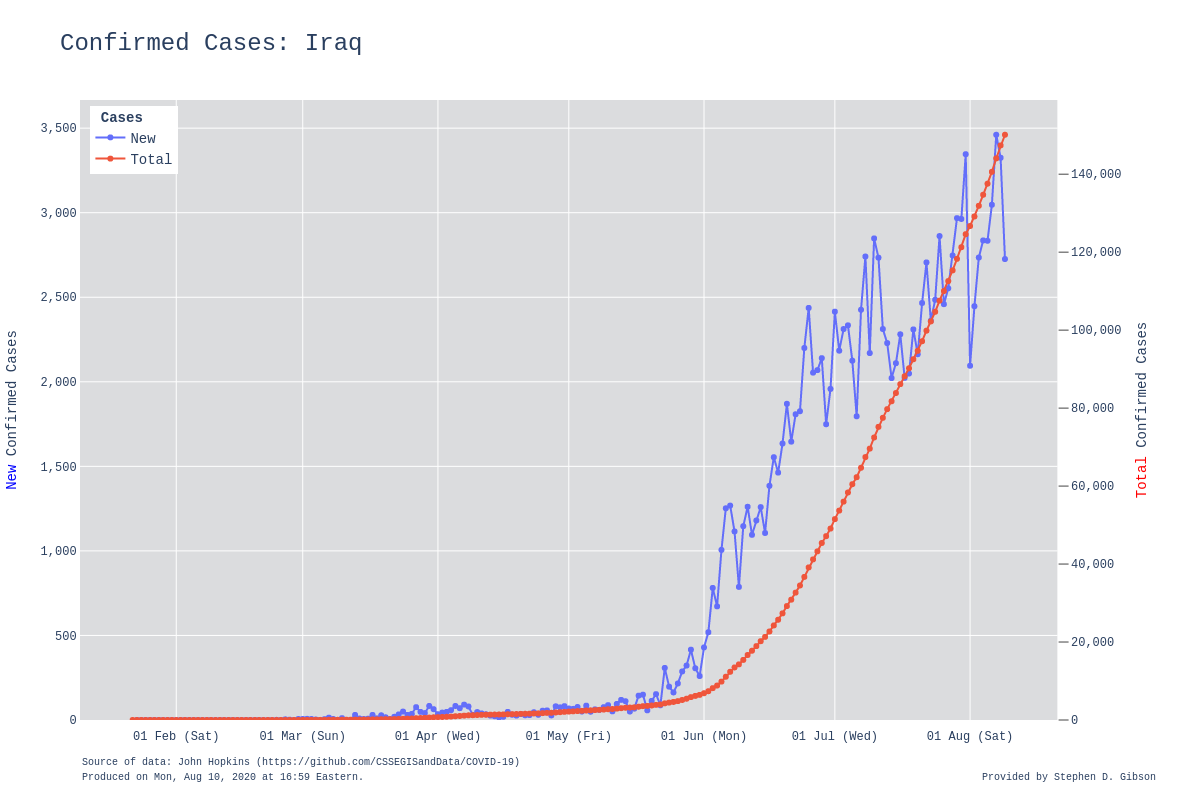 Confirmed Cases: Iraq
Cases
New
Total
3,500
3,000
2,500
2,000
1,500
1,000
500
0
140,000
120,000
100,000
80,000
60,000
40,000
20,000
0
New Confirmed Cases
Total Confirmed Cases
01 Feb (Sat)
01 Mar (Sun)
01 Apr (Wed)
01 May (Fri)
01 Jun (Mon)
01 Jul (Wed)
01 Aug (Sat)
Source of data: John Hopkins (https://github.com/CSSEGISandData/COVID-19)
Produced on Mon, Aug 10, 2020 at 16:59 Eastern.
Provided by Stephen D. Gibson